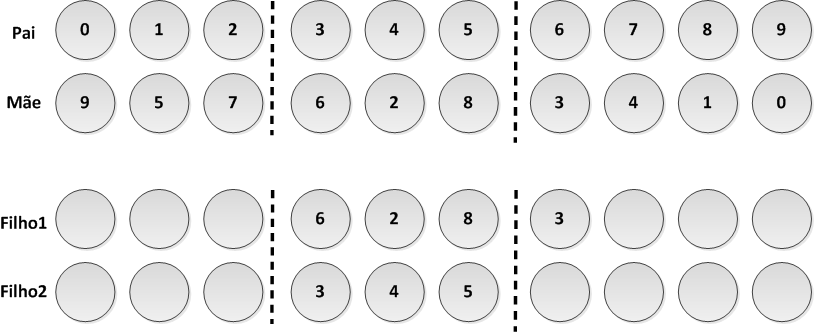 Pai 0 1 2 3 4 5 6 7 8 9
Mãe 9 5 7 6 2 8 3 4 1 0
Filho1 6 2 8 3
Filho2 3 4 5